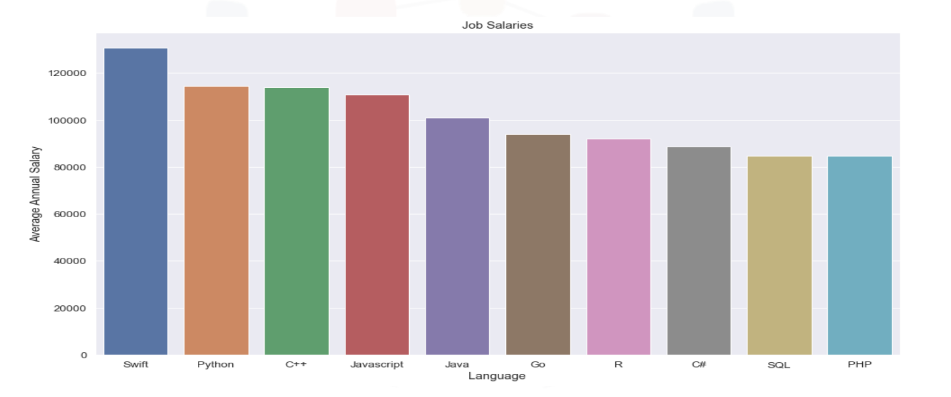 Job Salaries
Average Annual Salary
120000
100000
80000
60000
40000
20000
0
Swift Python C++ Javascript Java Go R C# SQL PHP
Language